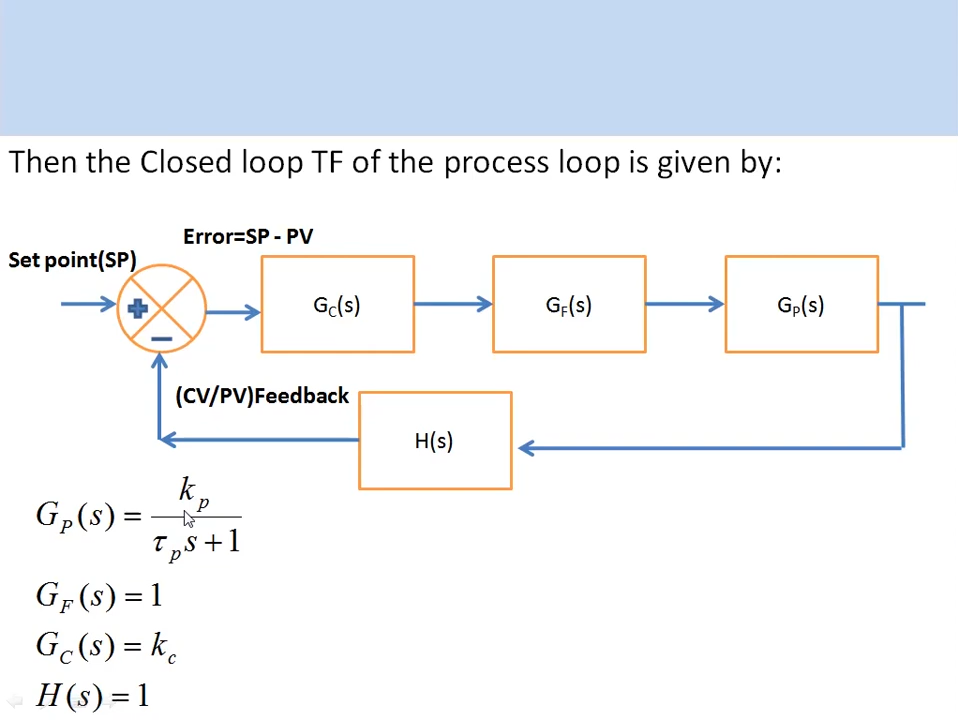 Then the Closed loop TF of the process loop is given by:
Error=SP - PV
Set point(SP)
G_C(s)
G_F(s)
G_P(s)
(CV/PV)Feedback
H(s)
G_P(s) = k_p / (τ_p s + 1)
G_F(s) = 1
G_C(s) = k_c
H(s) = 1